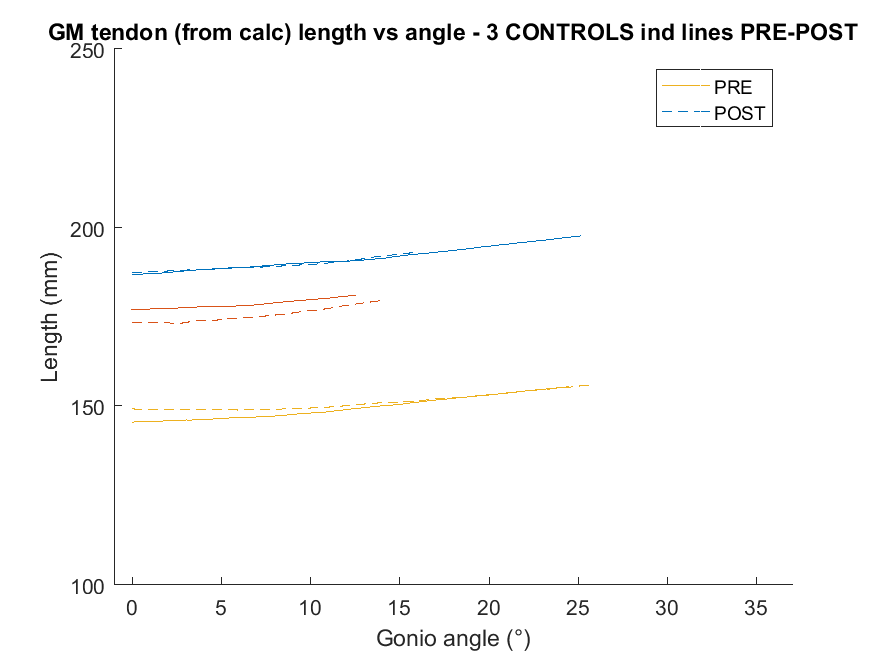 GM tendon (from calc) length vs angle - 3 CONTROLS ind lines PRE-POST
250
PRE
POST
200
Length (mm)
150
100
0 5 10 15 20 25 30 35
Gonio angle (°)